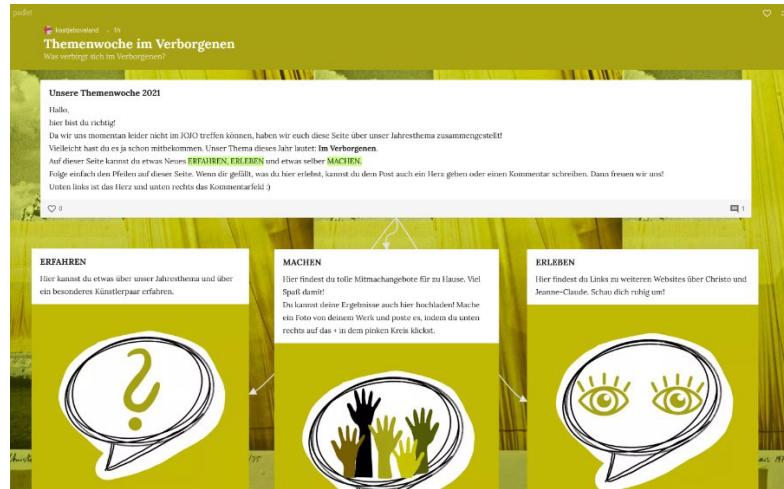 padlet
kaatjeboveland · 1h
Themenwoche im Verborgenen
Was verbirgt sich im Verborgenen?
Unsere Themenwoche 2021
Hallo,
hier bist du richtig!
Da wir uns momentan leider nicht im JOJO treffen können, haben wir euch diese Seite über unser Jahresthema zusammengestellt!
Vielleicht hast du es ja schon mitbekommen. Unser Thema dieses Jahr lautet: Im Verborgenen.
Auf dieser Seite kannst du etwas Neues ERFAHREN, ERLEBEN und etwas selber MACHEN.
Folge einfach den Pfeilen auf dieser Seite. Wenn dir gefällt, was du hier erlebst, kannst du dem Post auch ein Herz geben oder einen Kommentar schreiben. Dann freuen wir uns!
Unten links ist das Herz und unten rechts das Kommentarfeld :)
0
1
ERFAHREN
Hier kannst du etwas über unser Jahresthema und über
ein besonderes Künstlerpaar erfahren.
MACHEN
Hier findest du tolle Mitmachangebote für zu Hause. Viel
Spaß damit!
Du kannst deine Ergebnisse auch hier hochladen! Mache
ein Foto von deinem Werk und poste es, indem du unten
rechts auf das + in dem pinken Kreis klickst.
ERLEBEN
Hier findest du Links zu weiteren Websites über Christo und
Jeanne-Claude. Schau dich ruhig um!
?